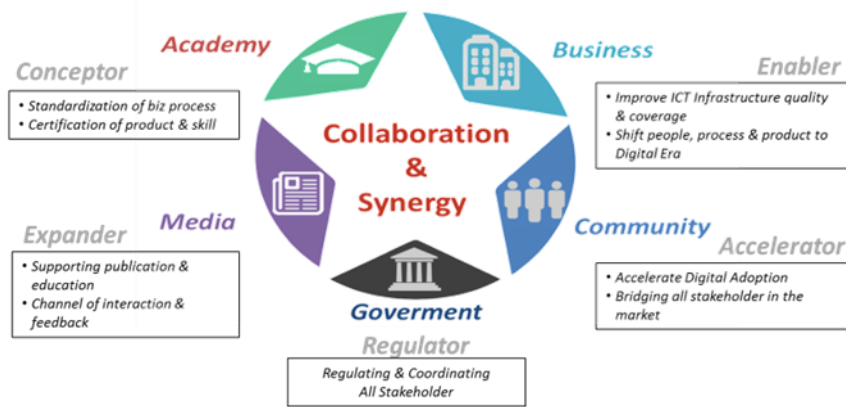 Academy
Business
Conceptor
Enabler
• Standardization of biz process
• Certification of product & skill
• Improve ICT Infrastructure quality
& coverage
• Shift people, process & product to
Digital Era
Collaboration
&
Synergy
Media
Community
Expander
Accelerator
• Supporting publication &
education
• Channel of interaction &
feedback
• Accelerate Digital Adoption
• Bridging all stakeholder in the
market
Goverment
Regulator
Regulating & Coordinating
All Stakeholder